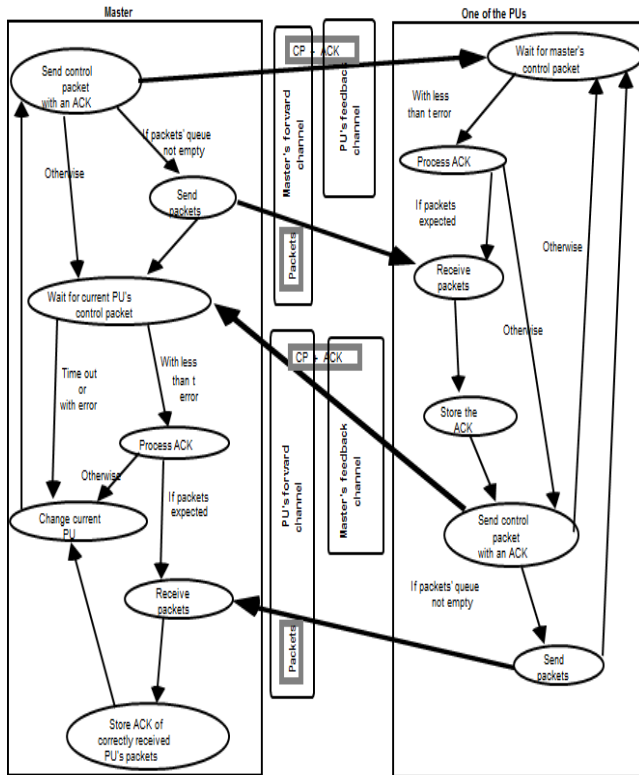 Master
One of the PUs
Send control
packet
with an ACK
If packets' queue
not empty
Otherwise
Send
packets
Wait for current PU's
control packet
Time out
or
with error
With less
than t
error
Process ACK
Otherwise
If packets
expected
Change current
PU
Receive
packets
Store ACK of
correctly received
PU's packets
CP + ACK
Master's forward
channel
PU's feedback
channel
Packets
CP + ACK
PU's forward
channel
Master's feedback
channel
Packets
Wait for master's
control packet
With less
than t error
Process ACK
If packets
expected
Otherwise
Receive
packets
Otherwise
Store the
ACK
Send control
packet
with an ACK
If packets' queue
not empty
Send
packets